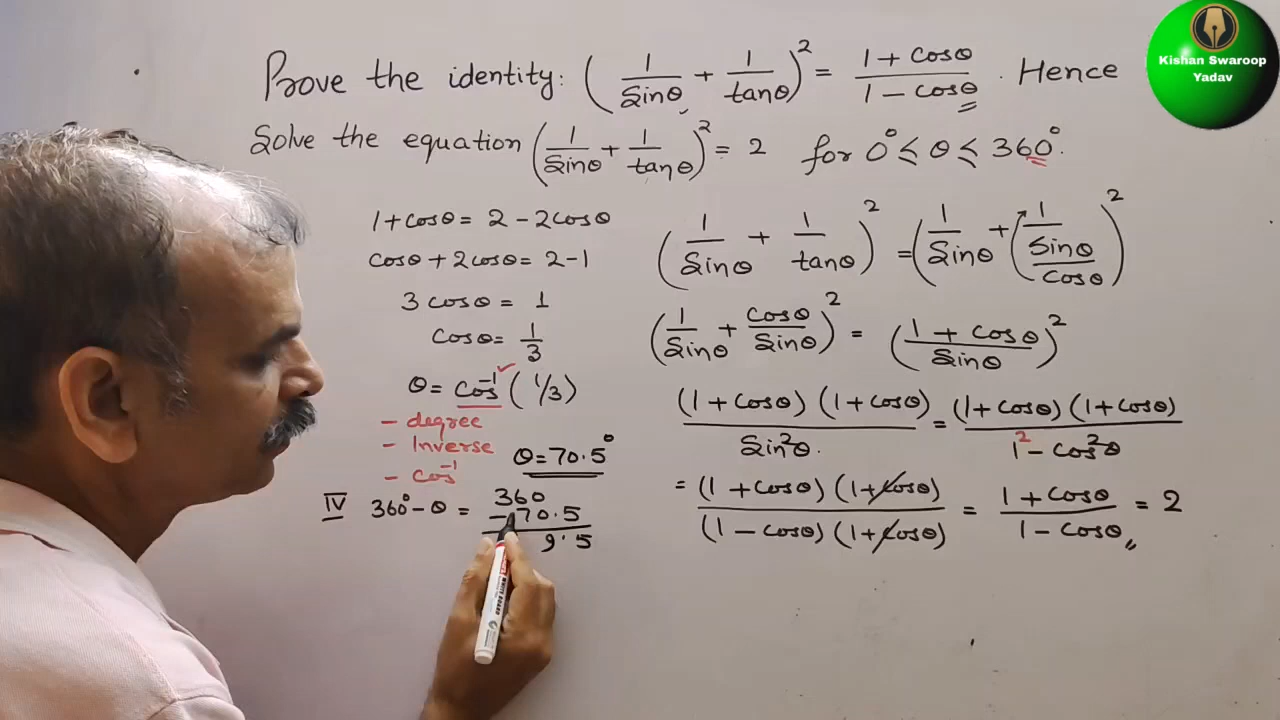 Prove the identity: (1/Sinθ + 1/tanθ)² = (1 + cosθ)/(1 - cosθ). Hence
Solve the equation (1/Sinθ + 1/tanθ)² = 2 for 0° ≤ θ ≤ 360°.
1+cosθ = 2 - 2cosθ
cosθ + 2cosθ = 2 - 1
3 cosθ = 1
cosθ = 1/3
θ = cos⁻¹ (1/3)
- degree
- Inverse
- cos⁻¹
θ = 70.5°
IV 360° - θ = 360
- 70.5
9.5
(1/Sinθ + 1/tanθ)² = (1/Sinθ + 1/(Sinθ/cosθ))²
(1/Sinθ + cosθ/Sinθ)² = ((1 + cosθ)/Sinθ)²
(1 + cosθ) (1 + cosθ)/Sin²θ. = (1 + cosθ) (1 + cosθ)/(1² - cos²θ)
= (1 + cosθ) (1 + cosθ)/(1 - cosθ) (1 + cosθ) = (1 + cosθ)/(1 - cosθ) = 2
Kishan Swaroop
Yadav